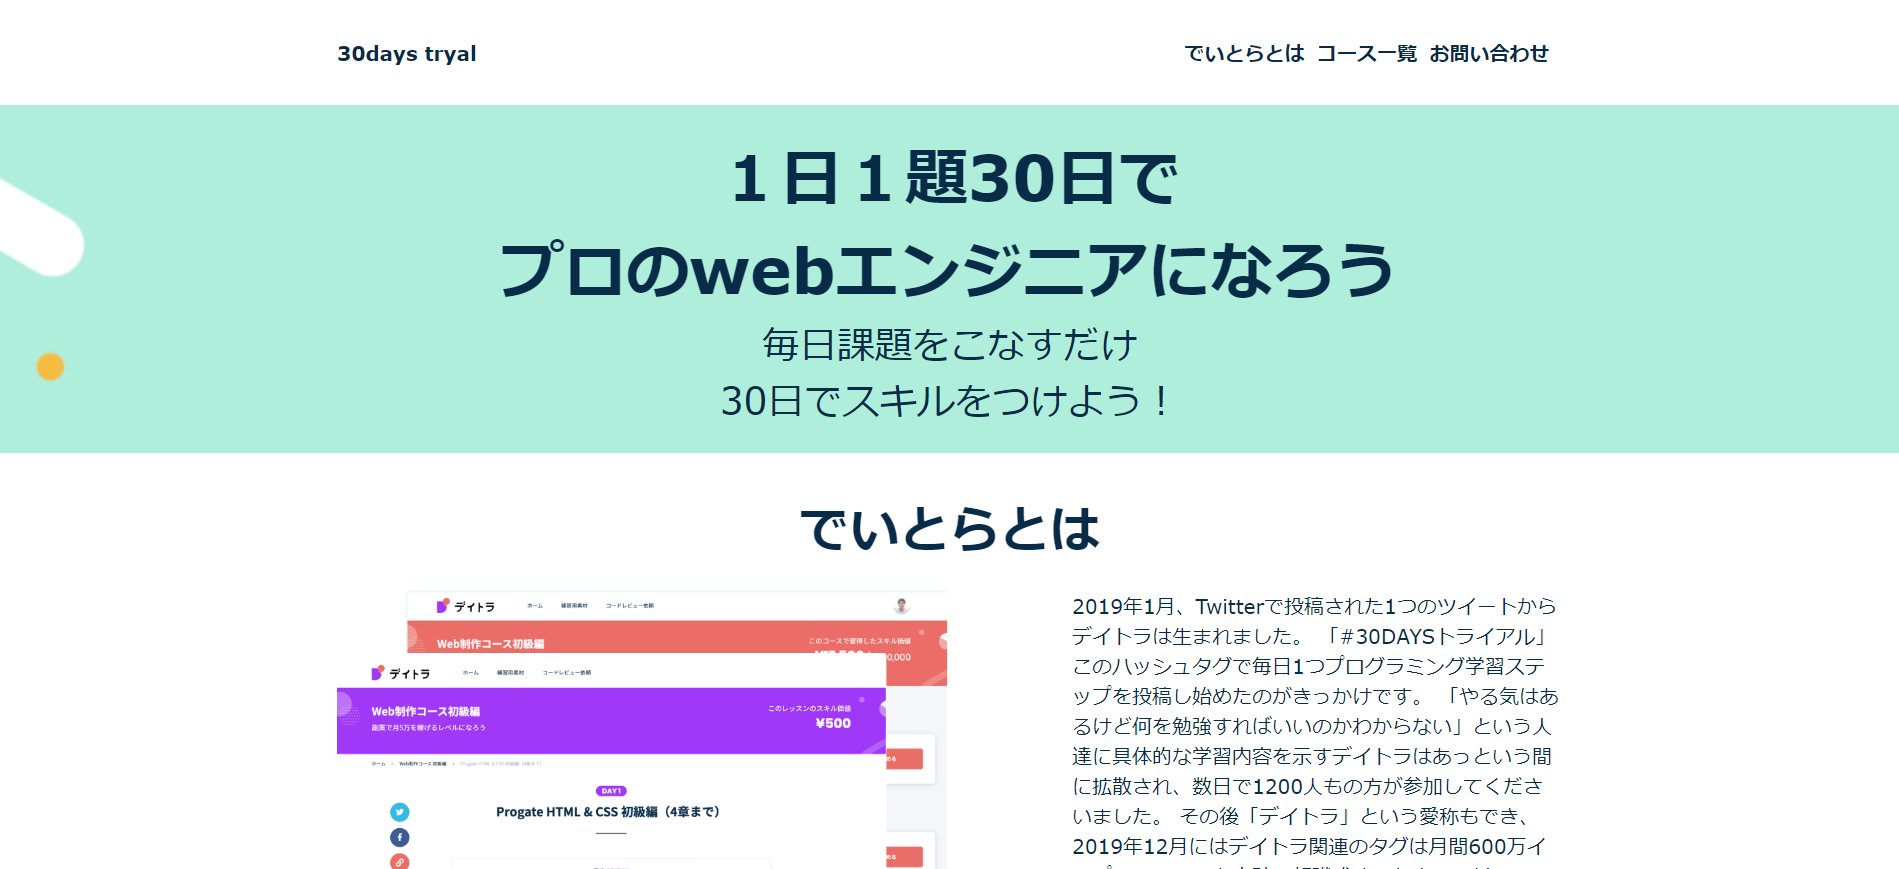 30days tryal
でいとらとは コース一覧 お問い合わせ
１日１題30日で
プロのwebエンジニアになろう
毎日課題をこなすだけ
30日でスキルをつけよう！
でいとらとは
デイトラ ホーム 練習用素材 コードレビュー依頼
Web制作コース初級編
このコースで習得したスキル価値
デイトラ ホーム 練習用素材 コードレビュー依頼
Web制作コース初級編
副業で月5万を稼げるレベルになろう
このレッスンのスキル価値
¥500
ホーム > Web制作コース 初級編 > Progate HTML & CSS 初級編（4章まで）
DAY1
Progate HTML & CSS 初級編（4章まで）
2019年1月、Twitterで投稿された1つのツイートから
デイトラは生まれました。 「#30DAYSトライアル」
このハッシュタグで毎日1つプログラミング学習ステ
ップを投稿し始めたのがきっかけです。 「やる気はあ
るけど何を勉強すればいいのかわからない」という人
達に具体的な学習内容を示すデイトラはあっという間
に拡散され、数日で1200人もの方が参加してくださ
いました。 その後「デイトラ」という愛称もでき、
2019年12月にはデイトラ関連のタグは月間600万イ